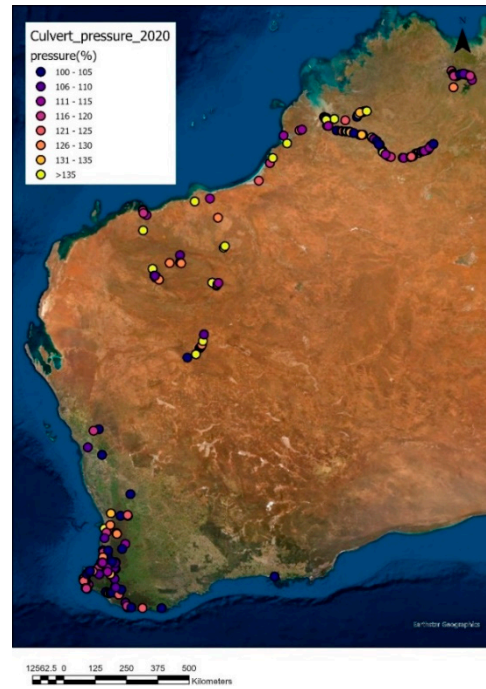 Culvert_pressure_2020
pressure(%)
100 - 105
106 - 110
111 - 115
116 - 120
121 - 125
126 - 130
131 - 135
>135
N
Earthstar Geographics
12562.5 0 125 250 375 500
Kilometers